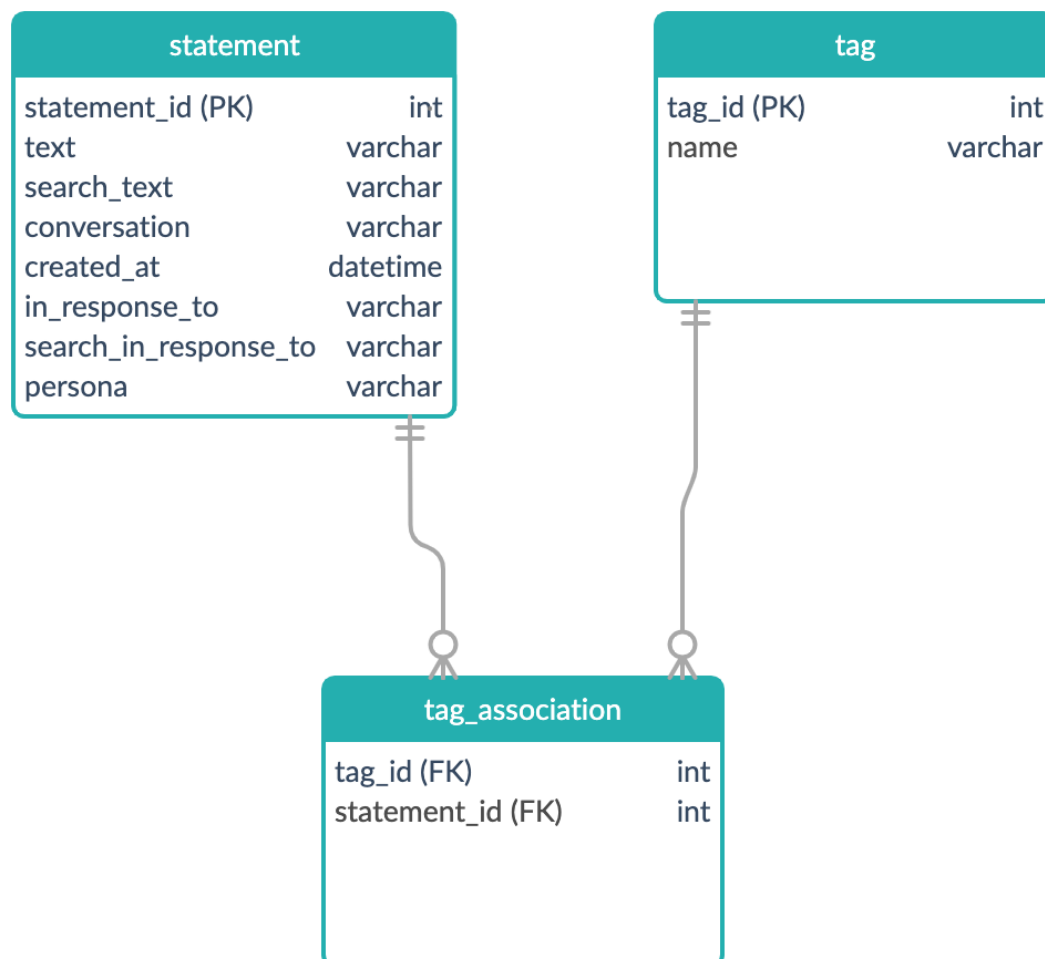 statement
statement_id (PK) int
text varchar
search_text varchar
conversation varchar
created_at datetime
in_response_to varchar
search_in_response_to varchar
persona varchar
tag
tag_id (PK) int
name varchar
tag_association
tag_id (FK) int
statement_id (FK) int